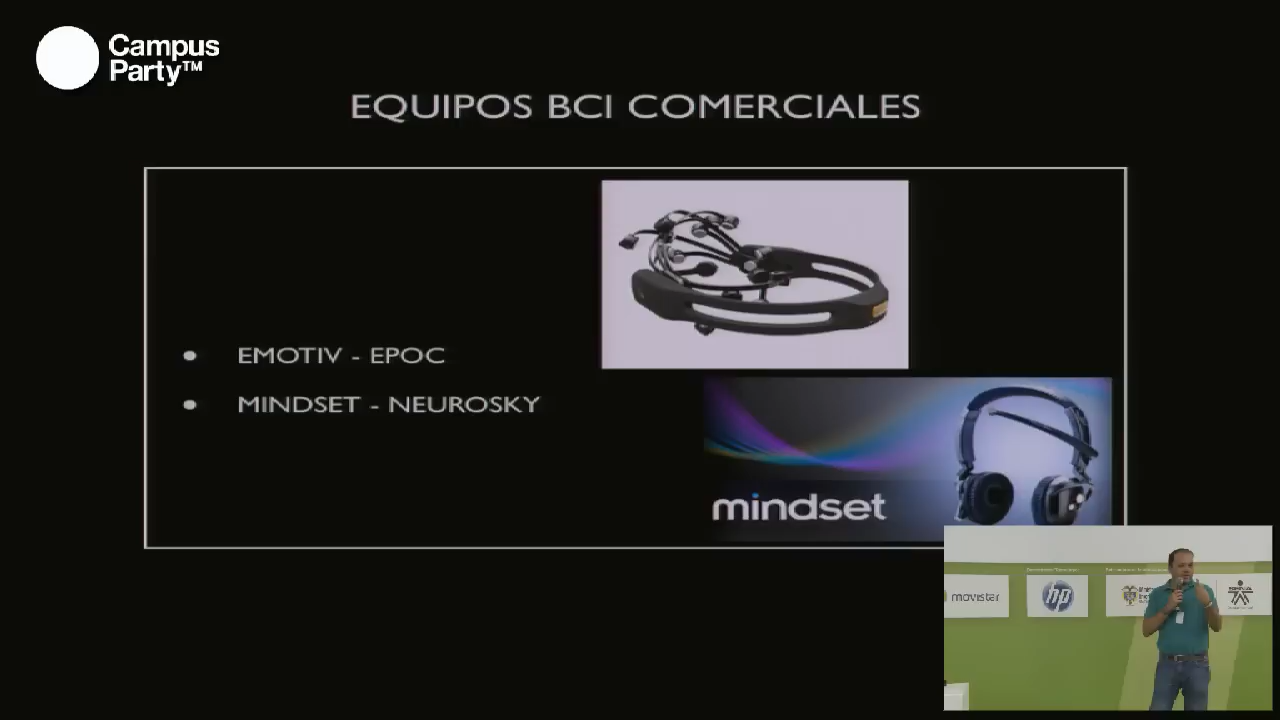 Campus
Party™
EQUIPOS BCI COMERCIALES
• EMOTIV - EPOC
• MINDSET - NEUROSKY
mindset
movistar
hp